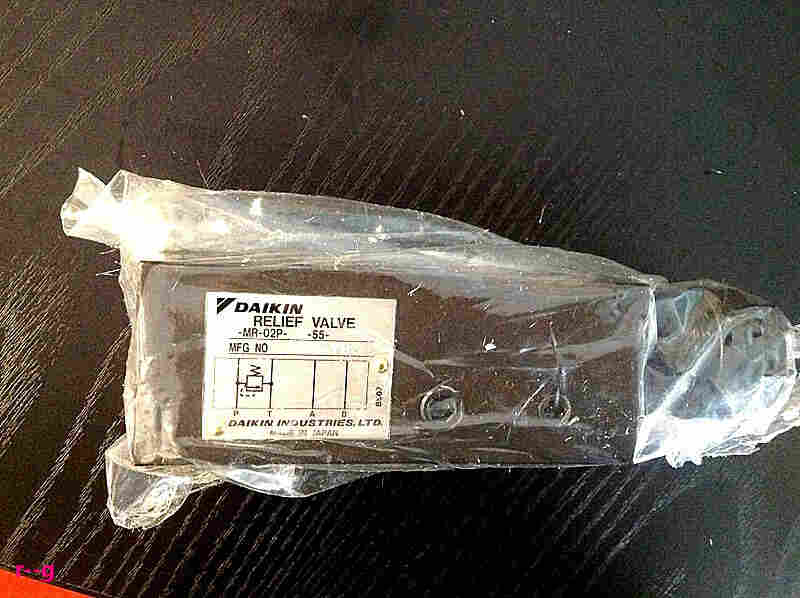 DAIKIN
RELIEF VALVE
-MR-02P- -55-
MFG NO
P T A B
DAIKIN INDUSTRIES, LTD.
MADE IN JAPAN
r--g